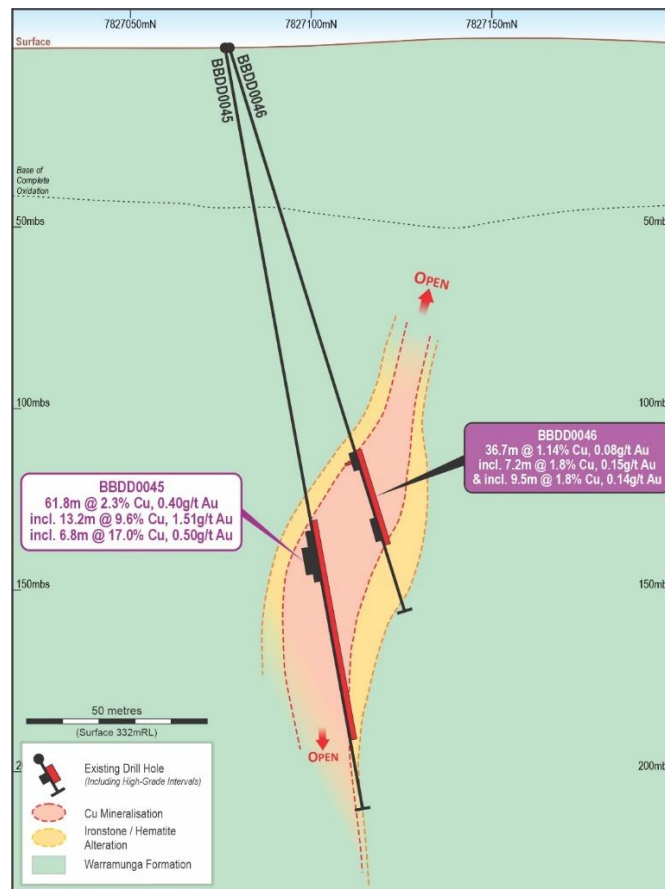 7827050mN
7827100mN
7827150mN
Surface
BBDD0045
BBDD0046
Base of
Complete
Oxidation
50mbs
50mb
OPEN
100mbs
100mb
BBDD0046
36.7m @ 1.14% Cu, 0.08g/t Au
incl. 7.2m @ 1.8% Cu, 0.15g/t Au
& incl. 9.5m @ 1.8% Cu, 0.14g/t Au
BBDD0045
61.8m @ 2.3% Cu, 0.40g/t Au
incl. 13.2m @ 9.6% Cu, 1.51g/t Au
incl. 6.8m @ 17.0% Cu, 0.50g/t Au
150mbs
150mb
50 metres
(Surface 332mRL)
OPEN
200mb
Existing Drill Hole
(Including High-Grade Intervals)
Cu Mineralisation
Ironstone / Hematite
Alteration
Warramunga Formation